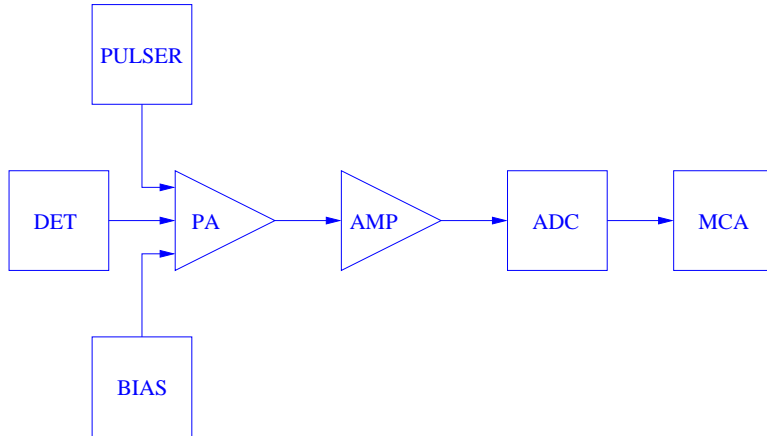 PULSER
DET
PA
AMP
ADC
MCA
BIAS